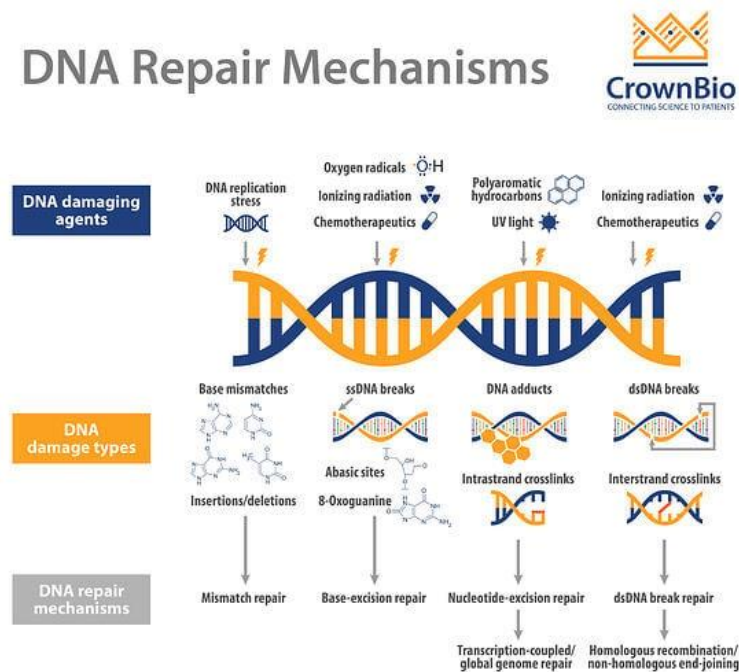 DNA Repair Mechanisms
CrownBio
CONNECTING SCIENCE TO PATIENTS
DNA damaging
agents
DNA replication
stress
Oxygen radicals
·O:H
Ionizing radiation
Chemotherapeutics
Polyaromatic
hydrocarbons
UV light
Ionizing radiation
Chemotherapeutics
DNA
damage types
Base mismatches
Insertions/deletions
ssDNA breaks
Abasic sites
8-Oxoguanine
DNA adducts
Intrastrand crosslinks
dsDNA breaks
Interstrand crosslinks
DNA repair
mechanisms
Mismatch repair
Base-excision repair
Nucleotide-excision repair
dsDNA break repair
Transcription-coupled/
global genome repair
Homologous recombination/
non-homologous end-joining